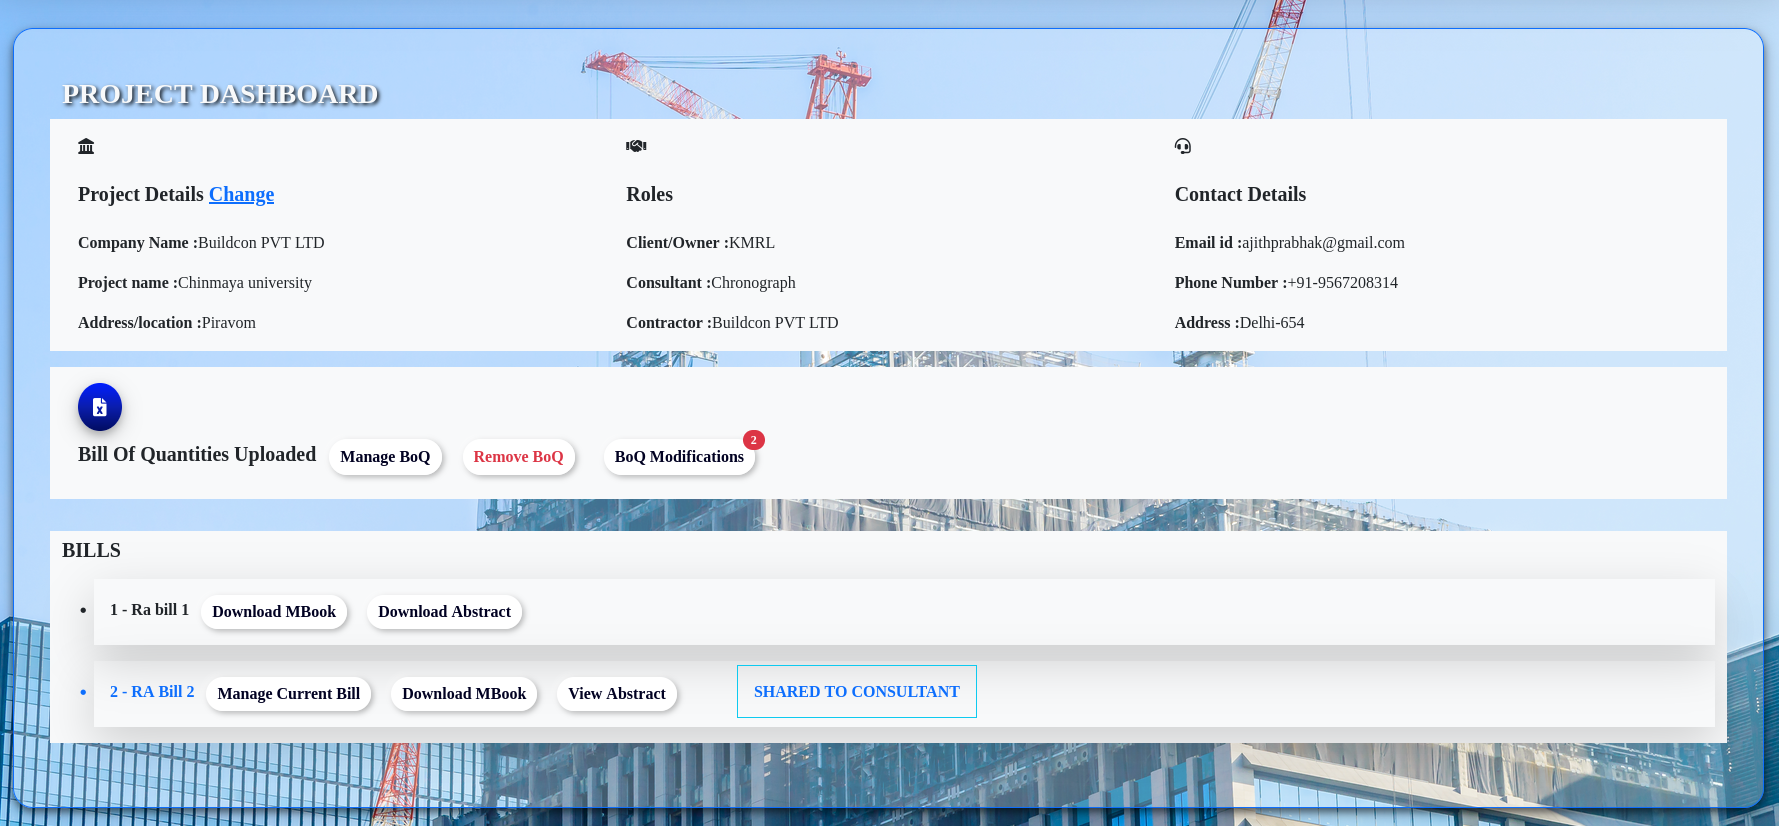 PROJECT DASHBOARD
Project Details Change
Company Name :Buildcon PVT LTD
Project name :Chinmaya university
Address/location :Piravom
Roles
Client/Owner :KMRL
Consultant :Chronograph
Contractor :Buildcon PVT LTD
Contact Details
Email id :ajithprabhak@gmail.com
Phone Number :+91-9567208314
Address :Delhi-654
Bill Of Quantities Uploaded Manage BoQ Remove BoQ BoQ Modifications 2
BILLS
• 1 - Ra bill 1 Download MBook Download Abstract
• 2 - RA Bill 2 Manage Current Bill Download MBook View Abstract SHARED TO CONSULTANT